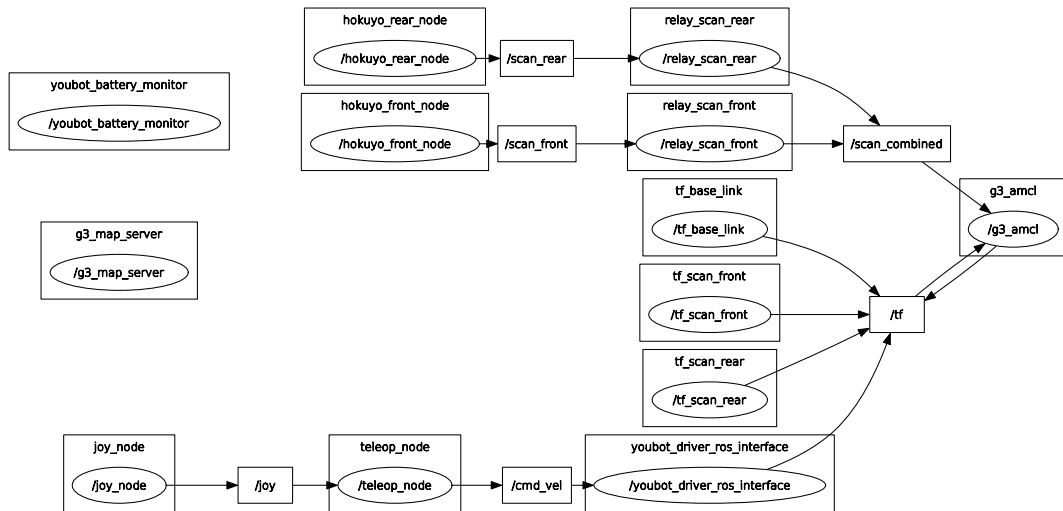 hokuyo_rear_node
/hokuyo_rear_node
/scan_rear
relay_scan_rear
/relay_scan_rear
youbot_battery_monitor
/youbot_battery_monitor
hokuyo_front_node
/hokuyo_front_node
/scan_front
relay_scan_front
/relay_scan_front
/scan_combined
tf_base_link
/tf_base_link
g3_amcl
/g3_amcl
g3_map_server
/g3_map_server
tf_scan_front
/tf_scan_front
/tf
tf_scan_rear
/tf_scan_rear
joy_node
/joy_node
/joy
teleop_node
/teleop_node
/cmd_vel
youbot_driver_ros_interface
/youbot_driver_ros_interface